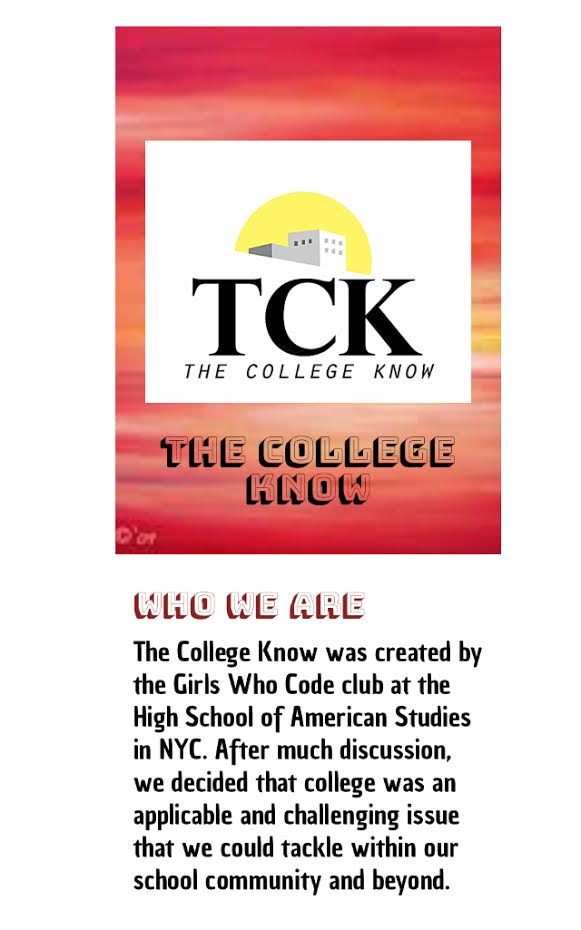 TCK
THE COLLEGE KNOW
THE COLLEGE
KNOW
©'09
WHO WE ARE
The College Know was created by
the Girls Who Code club at the
High School of American Studies
in NYC. After much discussion,
we decided that college was an
applicable and challenging issue
that we could tackle within our
school community and beyond.